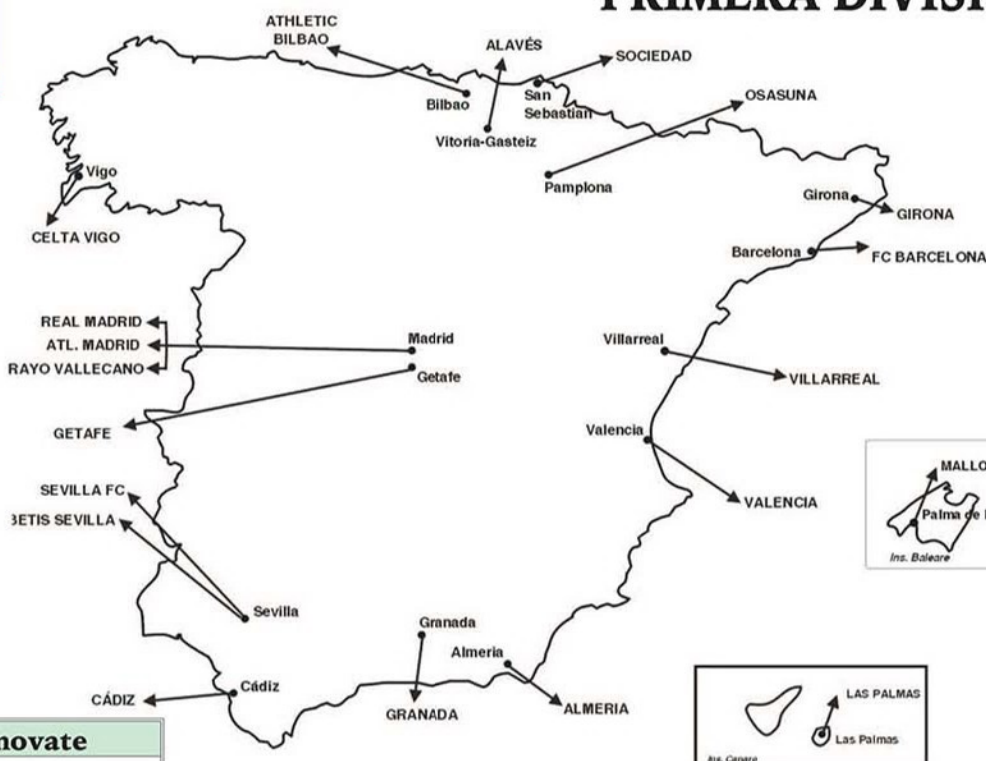 PRIMERA DIVISI
ATHLETIC
BILBAO
ALAVÉS
SOCIEDAD
Bilbao
San
Sebastian
OSASUNA
Vitoria-Gasteiz
Vigo
Pamplona
Girona
GIRONA
CELTA VIGO
Barcelona
FC BARCELONA
REAL MADRID
ATL. MADRID
RAYO VALLECANO
Madrid
Getafe
Villarreal
VILLARREAL
GETAFE
Valencia
VALENCIA
SEVILLA FC
BETIS SEVILLA
MALLO
Palma de
Ins. Baleare
Sevilla
Granada
Almeria
Cádiz
CÁDIZ
GRANADA
ALMERIA
LAS PALMAS
Las Palmas
Ins. Canare
novate